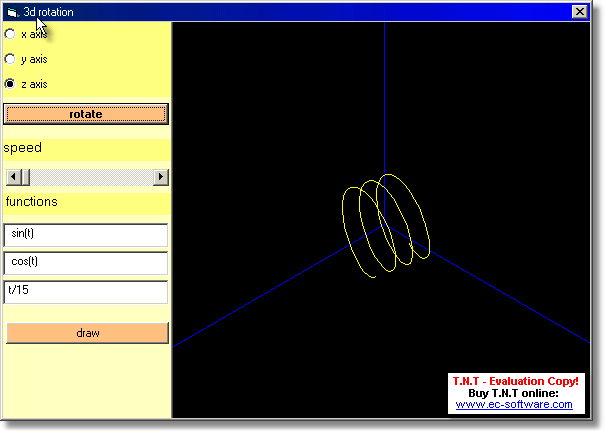 3d rotation
x axis
y axis
z axis
rotate
speed
functions
sin(t)
cos(t)
t/15
draw
T.N.T - Evaluation Copy!
Buy T.N.T online:
www.ec-software.com